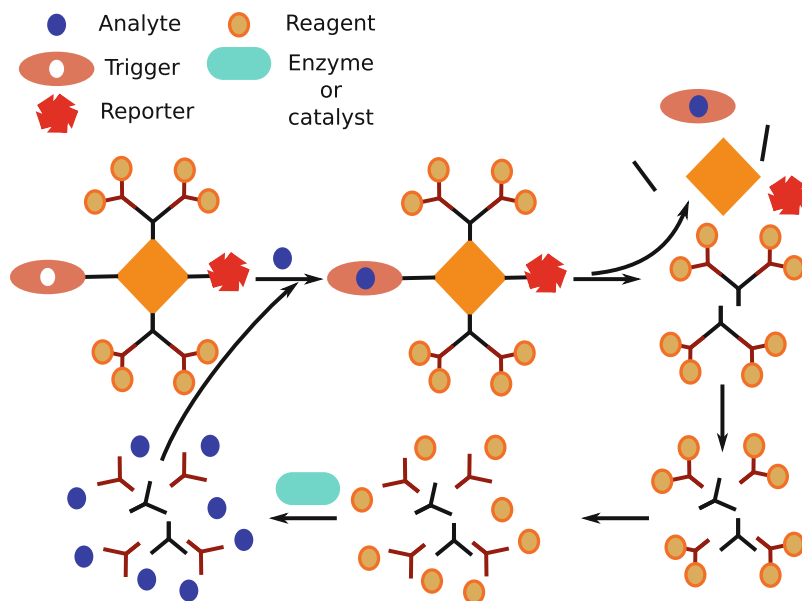 Analyte
Reagent
Trigger
Enzyme
or
catalyst
Reporter